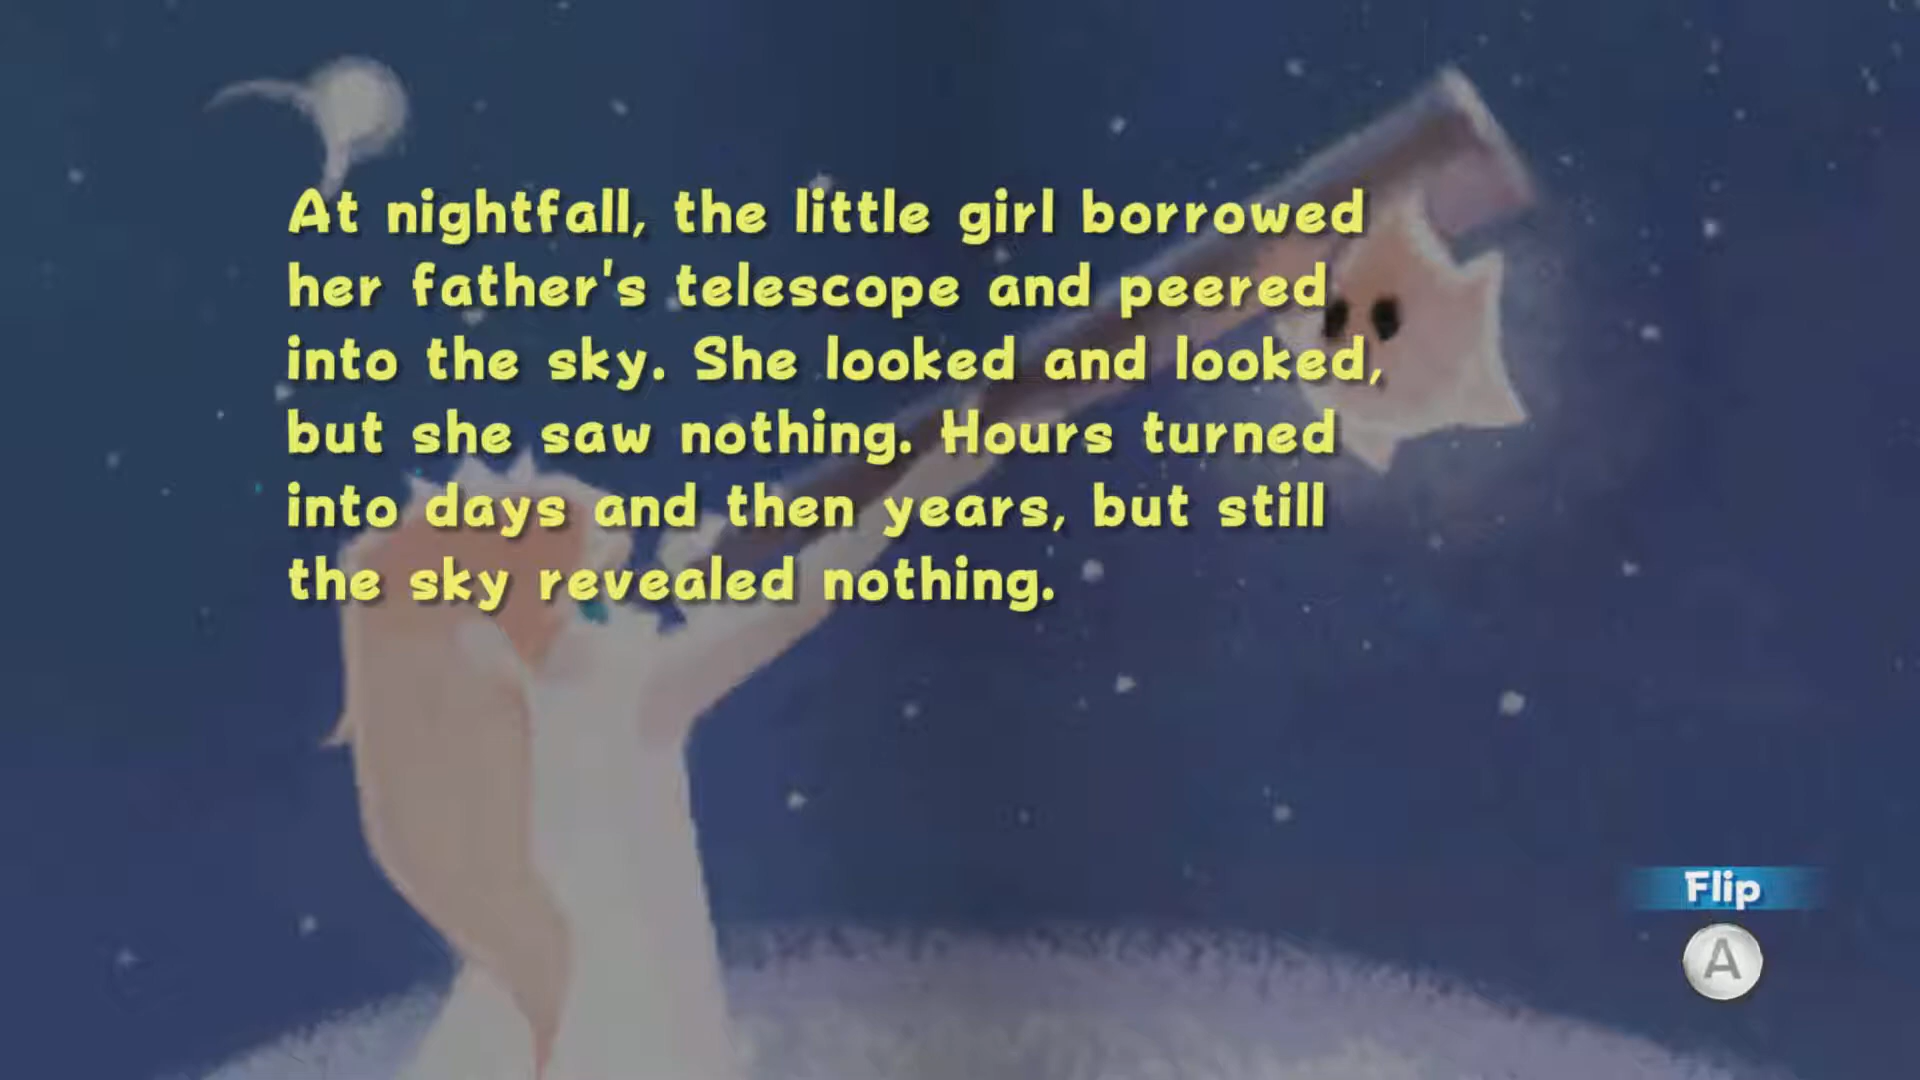 At nightfall, the little girl borrowed
her father's telescope and peered
into the sky. She looked and looked,
but she saw nothing. Hours turned
into days and then years, but still
the sky revealed nothing.
Flip
A